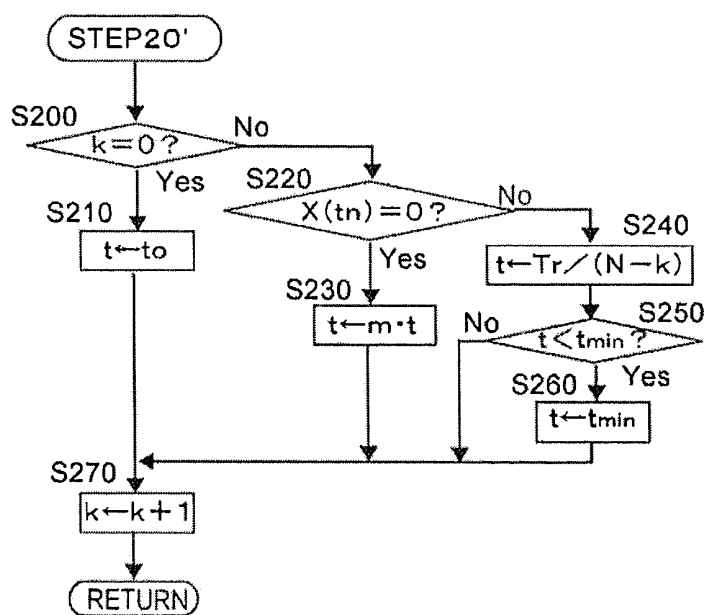 STEP20'
S200
k=0?
No
Yes
S210
t←to
S220
X(tn)=0?
No
Yes
S230
t←m·t
S240
t←Tr/(N-k)
S250
t<tmin?
No
Yes
S260
t←tmin
S270
k←k+1
RETURN